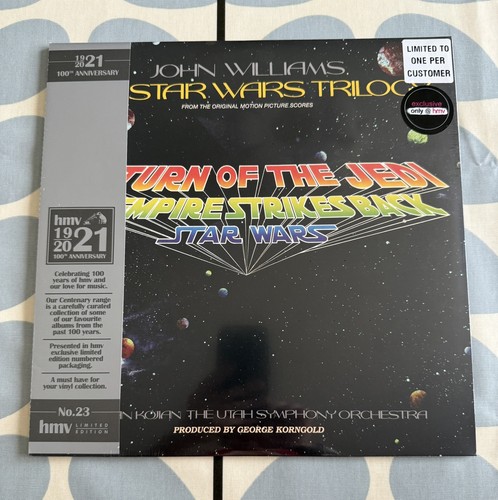 19
20 21
100TH ANNIVERSARY
hmv
19
20 21
100TH ANNIVERSARY
Celebrating 100
years of hmv and
our love for music.
Our Centenary range
is a carefully curated
collection of some
of our favourite
albums from the
past 100 years.
Presented in hmv
exclusive limited
edition numbered
packaging.
A must have for
your vinyl collection.
No.23
hmv LIMITED
EDITION
JOHN WILLIAMS,
STAR WARS TRILOG
FROM THE ORIGINAL MOTION PICTURE SCORES
LIMITED TO
ONE PER
CUSTOMER
exclusive
only @ hmv
TURN OF THE JEDI
EMPIRE STRIKES BACK
STAR WARS
AN KOJIAN THE UTAH SYMPHONY ORCHESTRA
PRODUCED BY GEORGE KORNGOLD